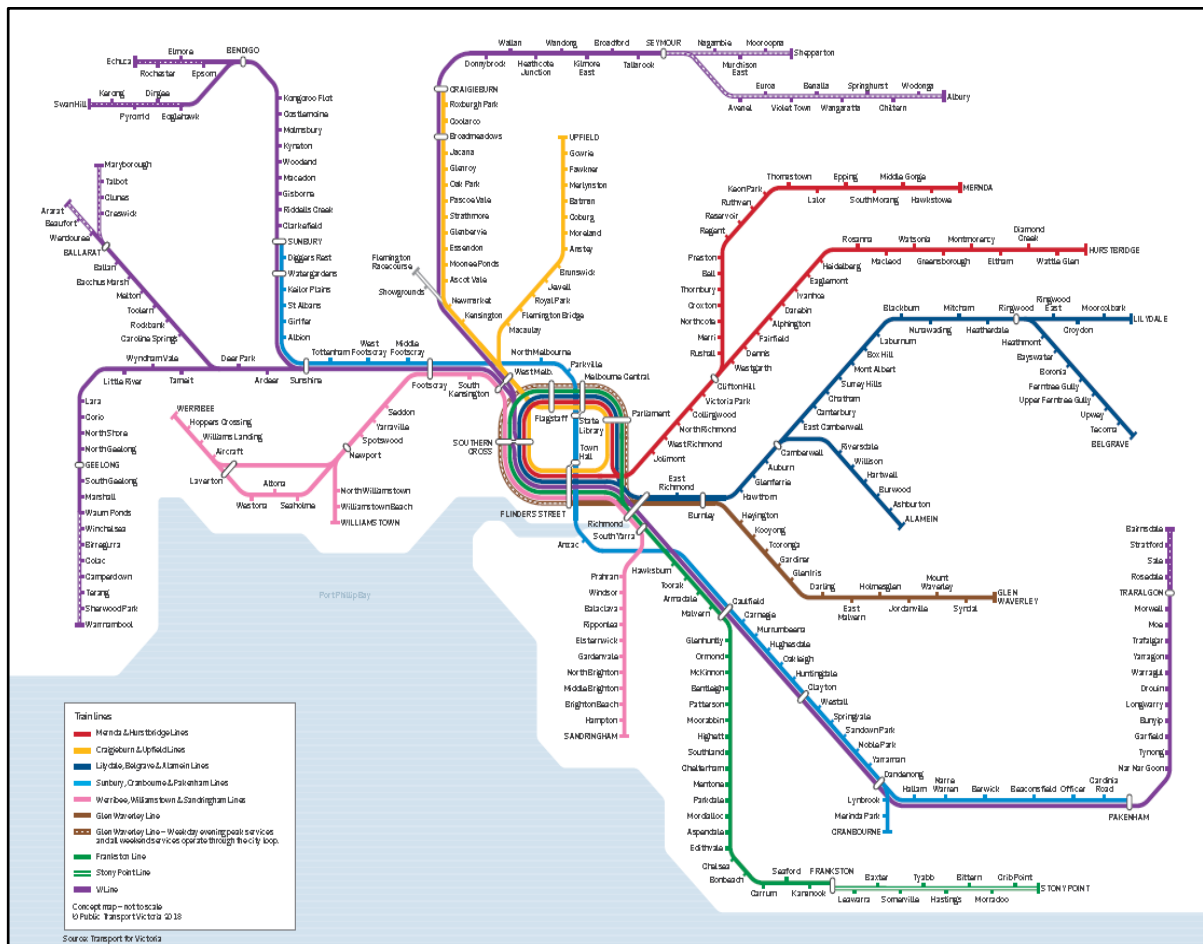 Echuca
Elmore
Rochester
Epsom
BENDIGO
Swan Hill
Kerang
Dingee
Pyramid
Eaglehawk
Kangaroo Flat
Castlemaine
Malmsbury
Kyneton
Woodend
Macedon
Gisborne
Riddells Creek
Clarkefield
SUNBURY
Diggers Rest
Watergardens
Keilor Plains
St Albans
Ginifer
Albion
Maryborough
Talbot
Clunes
Creswick
Ararat
Beaufort
Wendouree
BALLARAT
Ballan
Bacchus Marsh
Melton
Toolern
Rockbank
Caroline Springs
Wyndham Vale
Deer Park
Little River
Tarneit
Ardeer
Sunshine
Tottenham
West
Footscray
Middle
Footscray
Footscray
South
Kensington
Lara
Corio
North Shore
North Geelong
GEELONG
South Geelong
Marshall
Waurn Ponds
Winchelsea
Birregurra
Colac
Camperdown
Terang
Sherwood Park
Warrnambool
WERRIBEE
Hoppers Crossing
Williams Landing
Aircraft
Laverton
Altona
Westona
Seaholme
Seddon
Yarraville
Spotswood
Newport
North Williamstown
Williamstown Beach
WILLIAMSTOWN
Donnybrook
Wallan
Heathcote
Junction
Wandong
Kilmore
East
Broadford
Tallarook
SEYMOUR
Nagambie
Murchison
East
Mooroopna
Shepparton
Avenel
Euroa
Violet Town
Benalla
Wangaratta
Springhurst
Chiltern
Wodonga
Albury
CRAIGIEBURN
Roxburgh Park
Coolaroo
Broadmeadows
Jacana
Glenroy
Oak Park
Pascoe Vale
Strathmore
Glenbervie
Essendon
Moonee Ponds
Ascot Vale
Newmarket
Kensington
Flemington
Racecourse
Showgrounds
UPFIELD
Gowrie
Fawkner
Merlynston
Batman
Coburg
Moreland
Anstey
Brunswick
Jewell
Royal Park
Flemington Bridge
Macaulay
North Melbourne
West Melb.
Parkville
Melbourne Central
Parliament
Flagstaff
State
Library
Town
Hall
SOUTHERN
CROSS
FLINDERS STREET
Anzac
MERNDA
Hawkstowe
Middle Gorge
South Morang
Epping
Lalor
Thomastown
Keon Park
Ruthven
Reservoir
Regent
Preston
Bell
Thornbury
Croxton
Northcote
Merri
Rushall
HURSTBRIDGE
Wattle Glen
Diamond
Creek
Eltham
Montmorency
Greensborough
Watsonia
Macleod
Rosanna
Heidelberg
Eaglemont
Ivanhoe
Darebin
Alphington
Fairfield
Dennis
Westgarth
Clifton Hill
Victoria Park
Collingwood
North Richmond
West Richmond
Jolimont
LILYDALE
Mooroolbark
Croydon
Ringwood
East
Ringwood
Heatherdale
Mitcham
Nunawading
Blackburn
Laburnum
Box Hill
Mont Albert
Surrey Hills
Chatham
Canterbury
East Camberwell
Camberwell
Auburn
Glenferrie
Hawthorn
Burnley
East
Richmond
Richmond
South Yarra
Heathmont
Bayswater
Boronia
Ferntree Gully
Upper Ferntree Gully
Upwey
Tecoma
BELGRAVE
Riversdale
Willison
Hartwell
Burwood
Ashburton
ALAMEIN
Heyington
Kooyong
Tooronga
Gardiner
Glen Iris
Darling
East
Malvern
Holmesglen
Jordanville
Mount
Waverley
Syndal
GLEN
WAVERLEY
Prahran
Windsor
Balaclava
Ripponlea
Elsternwick
Gardenvale
North Brighton
Middle Brighton
Brighton Beach
Hampton
SANDRINGHAM
Hawksburn
Toorak
Armadale
Malvern
Caulfield
Carnegie
Murrumbeena
Hughesdale
Oakleigh
Huntingdale
Clayton
Westall
Springvale
Sandown Park
Noble Park
Yarraman
Dandenong
Lynbrook
Merinda Park
CRANBOURNE
Hallam
Narre
Warren
Berwick
Beaconsfield
Officer
Cardinia
Road
PAKENHAM
Bairnsdale
Stratford
Sale
Rosedale
TRARALGON
Morwell
Moe
Trafalgar
Yarragon
Warragul
Drouin
Longwarry
Bunyip
Garfield
Tynong
Nar Nar Goon
Glenhuntly
Ormond
McKinnon
Bentleigh
Patterson
Moorabbin
Highett
Southland
Cheltenham
Mentone
Parkdale
Mordialloc
Aspendale
Edithvale
Chelsea
Bonbeach
Carrum
Seaford
Kananook
FRANKSTON
Leawarra
Baxter
Somerville
Tyabb
Hastings
Bittern
Morradoo
Crib Point
STONY POINT
Port Phillip Bay
Train lines
Mernda & Hurstbridge Lines
Craigieburn & Upfield Lines
Lilydale, Belgrave & Alamein Lines
Sunbury, Cranbourne & Pakenham Lines
Werribee, Williamstown & Sandringham Lines
Glen Waverley Line
Glen Waverley Line – Weekday evening peak services
and all weekend services operate through the city loop.
Frankston Line
Stony Point Line
V/Line
Concept map – not to scale
© Public Transport Victoria 2018
Source: Transport for Victoria